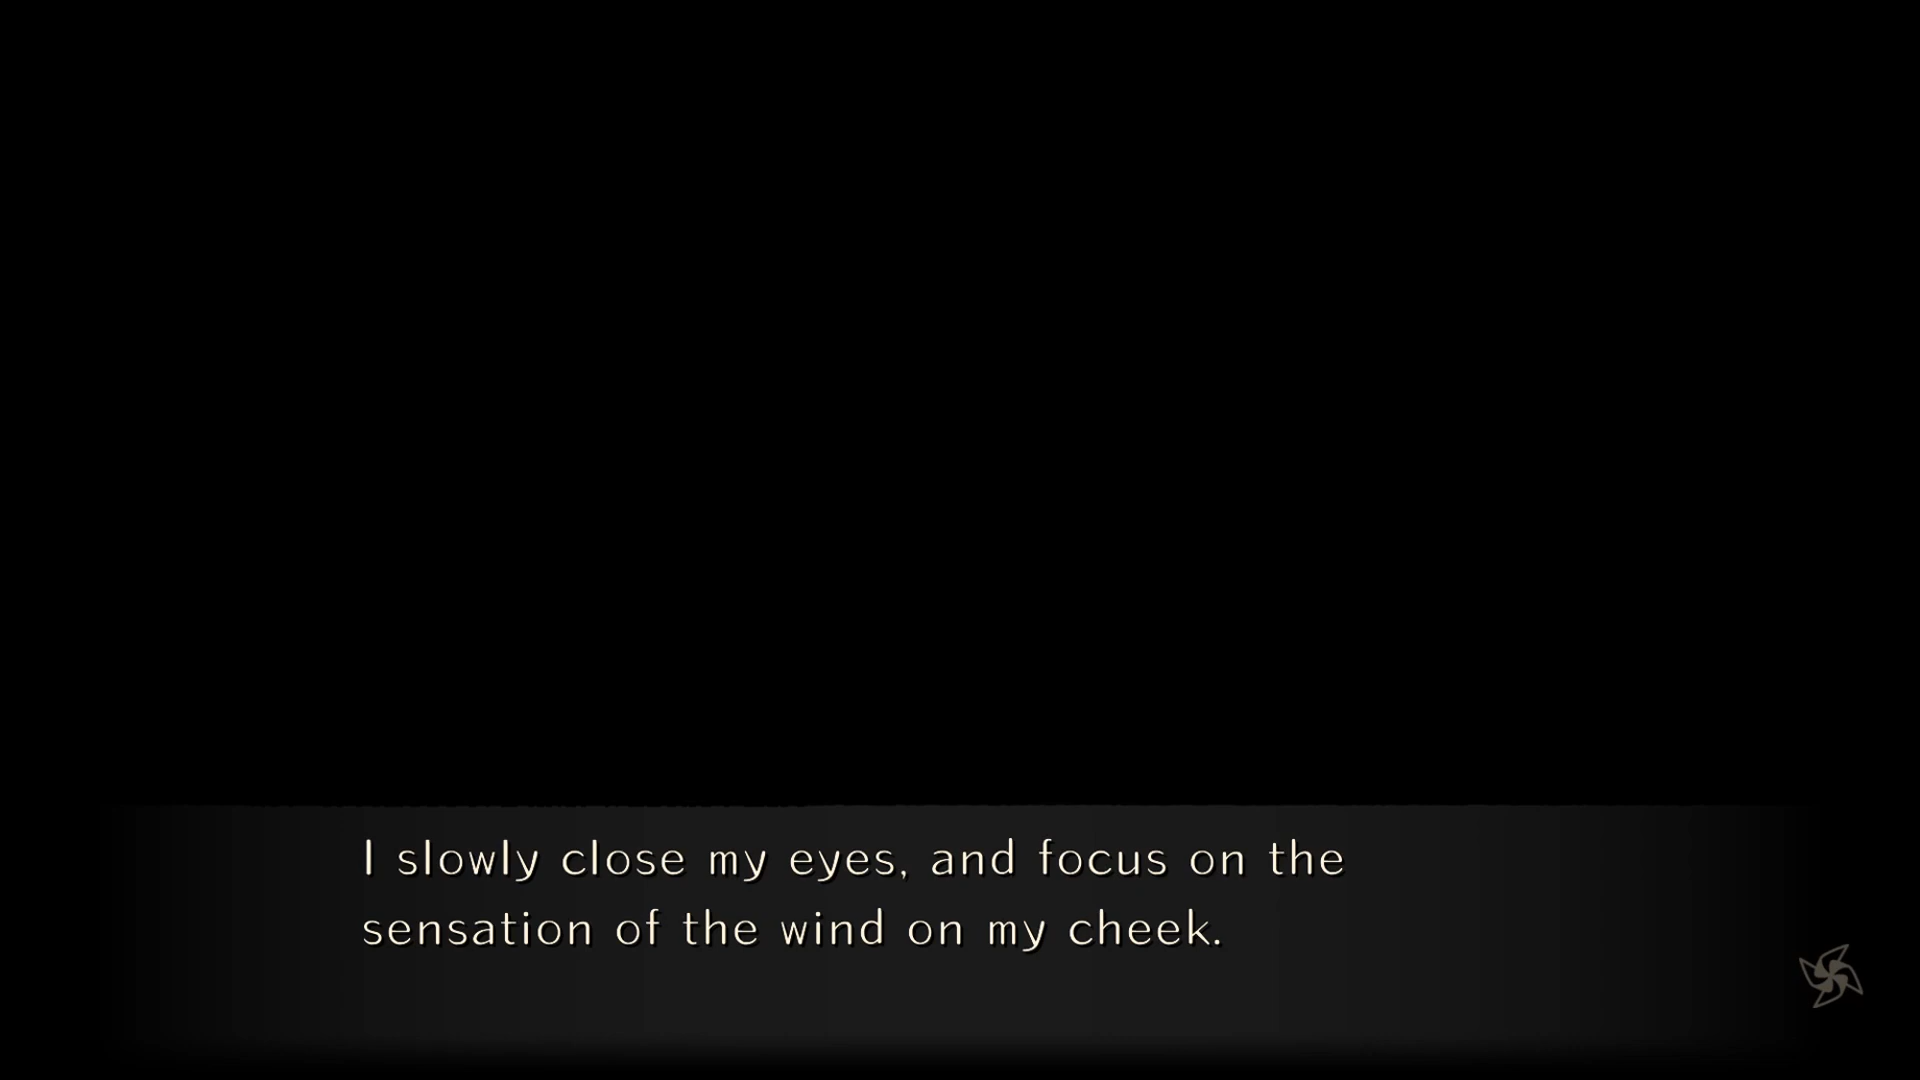 I slowly close my eyes, and focus on the
sensation of the wind on my cheek.